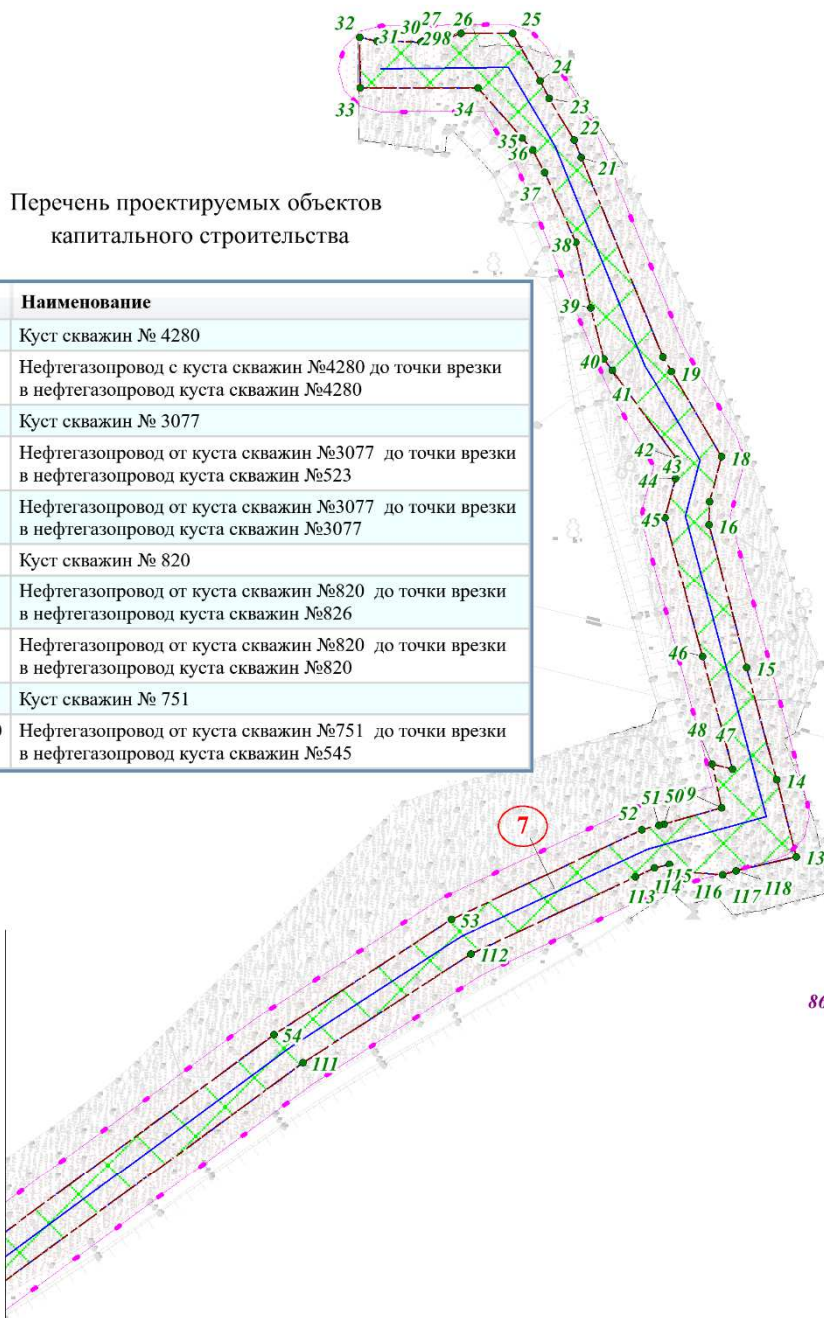 32
31
30
27
298
26
25
24
23
22
21
33
34
35
36
37
38
39
40
41
19
42
43
44
18
45
16
46
15
48
47
14
Перечень проектируемых объектов
капитального строительства
Наименование
Куст скважин № 4280
Нефтегазопровод с куста скважин №4280 до точки врезки
в нефтегазопровод куста скважин №4280
Куст скважин № 3077
Нефтегазопровод от куста скважин №3077 до точки врезки
в нефтегазопровод куста скважин №523
Нефтегазопровод от куста скважин №3077 до точки врезки
в нефтегазопровод куста скважин №3077
Куст скважин № 820
Нефтегазопровод от куста скважин №820 до точки врезки
в нефтегазопровод куста скважин №826
Нефтегазопровод от куста скважин №820 до точки врезки
в нефтегазопровод куста скважин №820
Куст скважин № 751
Нефтегазопровод от куста скважин №751 до точки врезки
в нефтегазопровод куста скважин №545
52
51
509
7
13
113
114
115
116
117
118
53
112
54
111
86